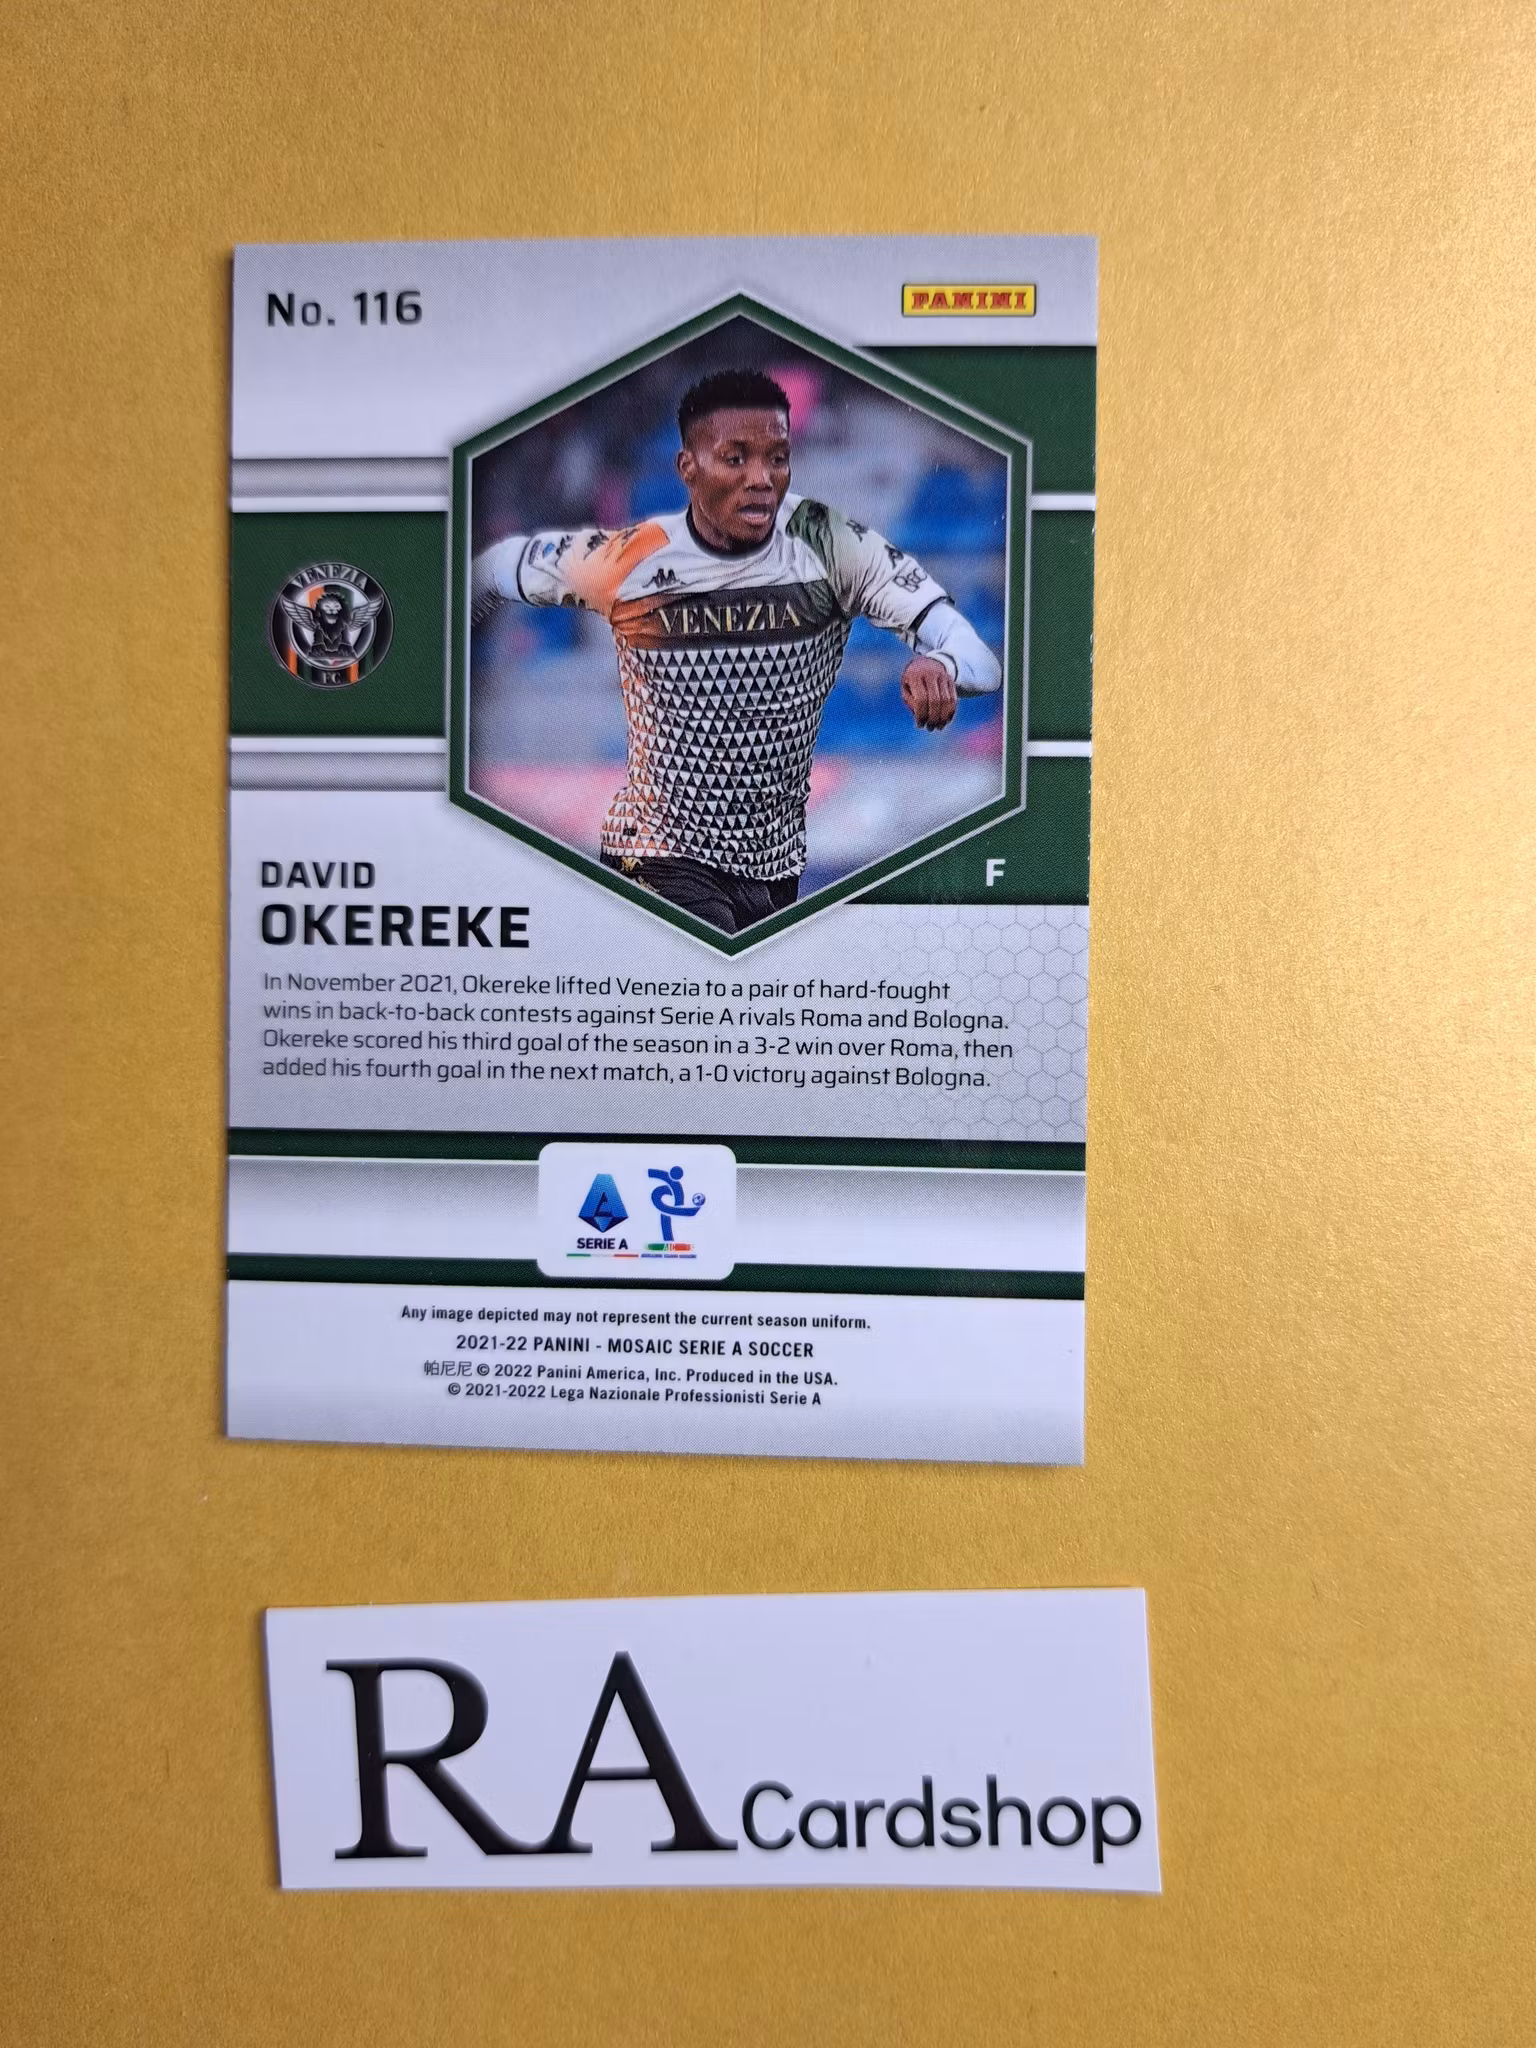 No. 116
PANINI
VENEZIA
FC
VENEZIA
F
DAVID
OKEREKE
In November 2021, Okereke lifted Venezia to a pair of hard-fought
wins in back-to-back contests against Serie A rivals Roma and Bologna.
Okereke scored his third goal of the season in a 3-2 win over Roma, then
added his fourth goal in the next match, a 1-0 victory against Bologna.
SERIE A
Any image depicted may not represent the current season uniform.
2021-22 PANINI - MOSAIC SERIE A SOCCER
帕尼尼 © 2022 Panini America, Inc. Produced in the USA.
© 2021-2022 Lega Nazionale Professionisti Serie A
RA Cardshop